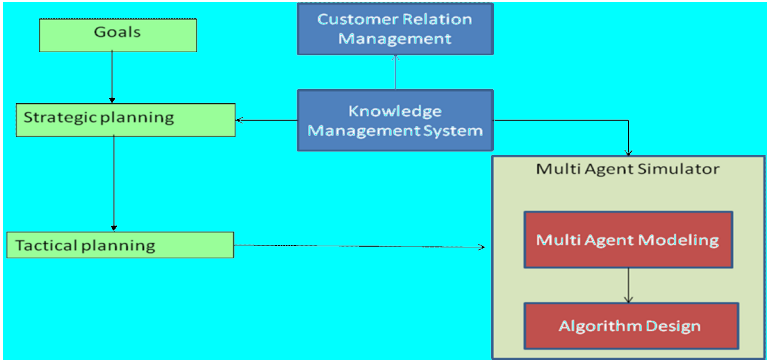 Goals
Customer Relation
Management
Strategic planning
Knowledge
Management System
Multi Agent Simulator
Tactical planning
Multi Agent Modeling
Algorithm Design